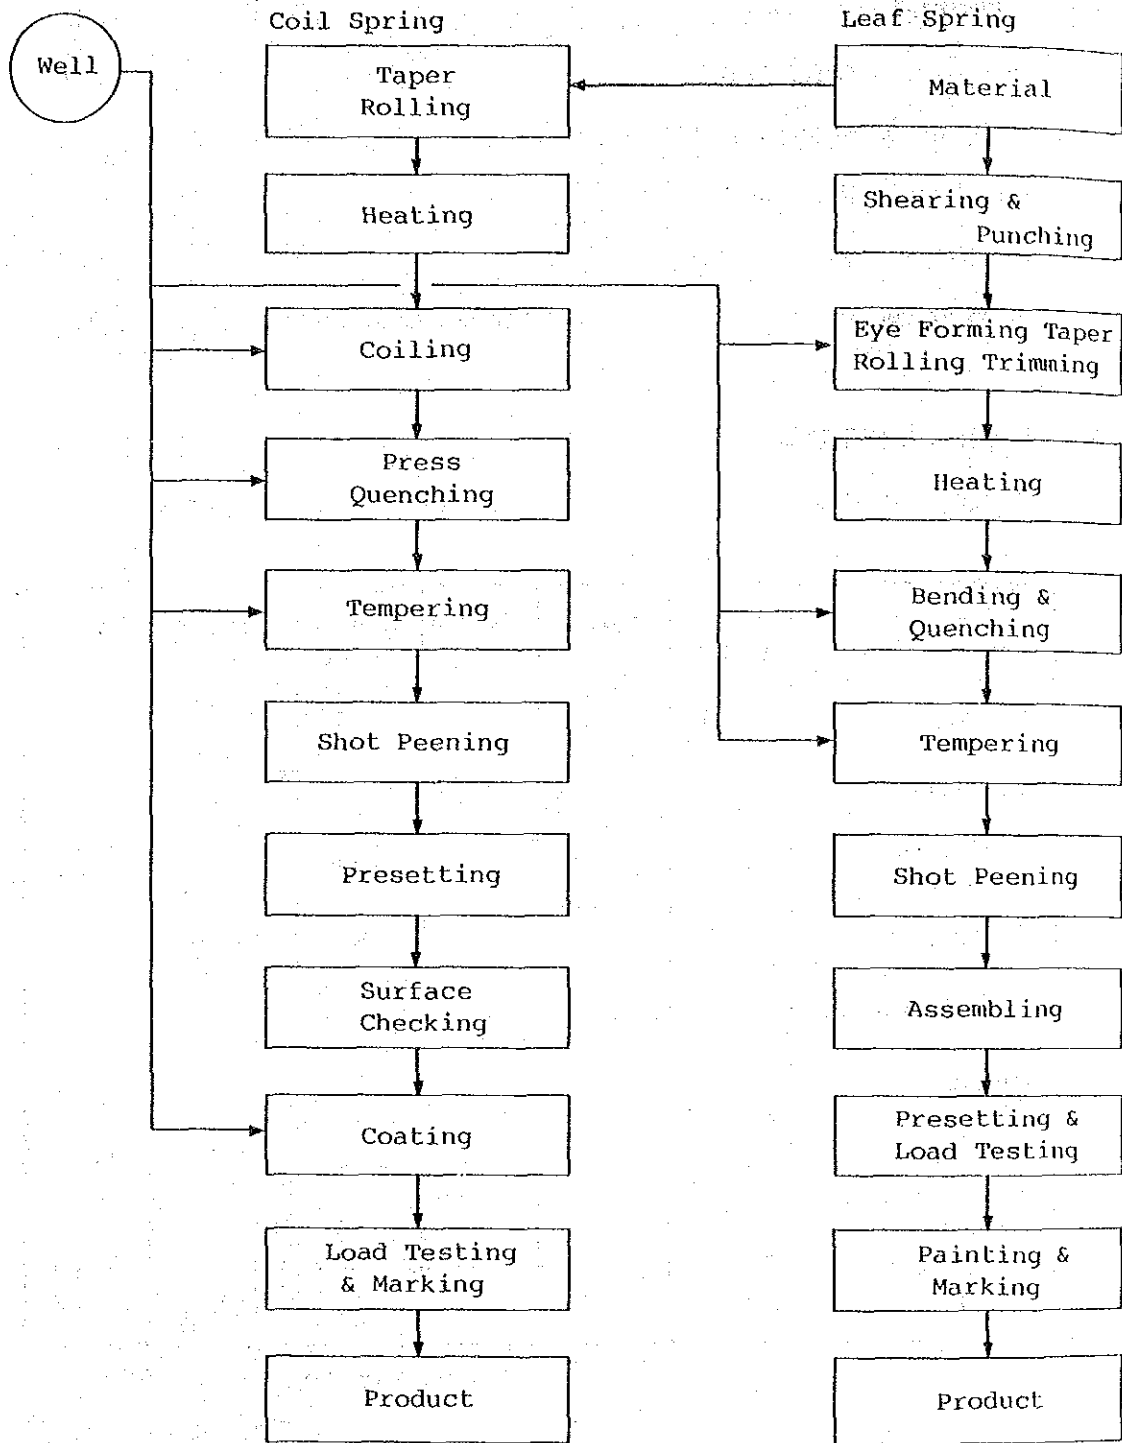 Well
Coil Spring
Taper
Rolling
Heating
Coiling
Press
Quenching
Tempering
Shot Peening
Presetting
Surface
Checking
Coating
Load Testing
& Marking
Product
Leaf Spring
Material
Shearing &
Punching
Eye Forming Taper
Rolling Trimming
Heating
Bending &
Quenching
Tempering
Shot Peening
Assembling
Presetting &
Load Testing
Painting &
Marking
Product